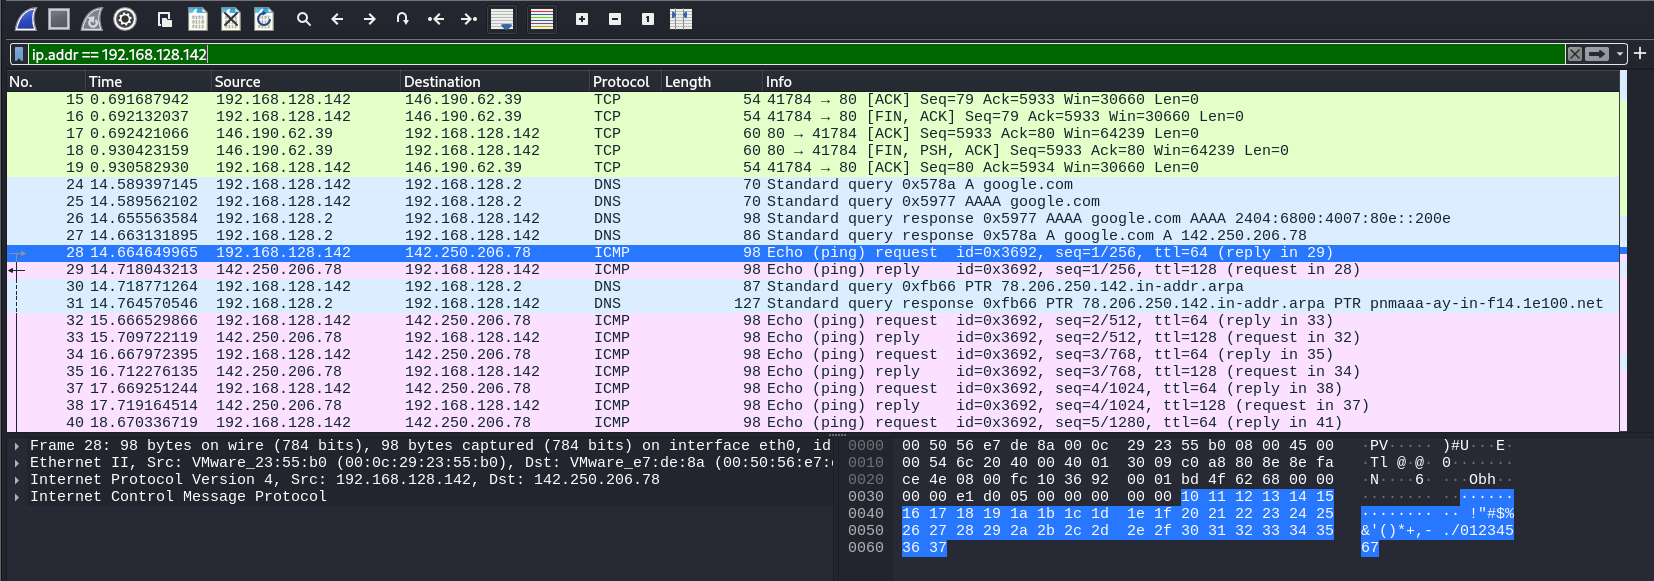 ip.addr == 192.168.128.142
No. Time Source Destination Protocol Length Info
15 0.691687942 192.168.128.142 146.190.62.39 TCP 54 41784 → 80 [ACK] Seq=79 Ack=5933 Win=30660 Len=0
16 0.692132037 192.168.128.142 146.190.62.39 TCP 54 41784 → 80 [FIN, ACK] Seq=79 Ack=5933 Win=30660 Len=0
17 0.692421066 146.190.62.39 192.168.128.142 TCP 60 80 → 41784 [ACK] Seq=5933 Ack=80 Win=64239 Len=0
18 0.930423159 146.190.62.39 192.168.128.142 TCP 60 80 → 41784 [FIN, PSH, ACK] Seq=5933 Ack=80 Win=64239 Len=0
19 0.930582930 192.168.128.142 146.190.62.39 TCP 54 41784 → 80 [ACK] Seq=80 Ack=5934 Win=30660 Len=0
24 14.589397145 192.168.128.142 192.168.128.2 DNS 70 Standard query 0x578a A google.com
25 14.589562102 192.168.128.142 192.168.128.2 DNS 70 Standard query 0x5977 AAAA google.com
26 14.655563584 192.168.128.2 192.168.128.142 DNS 98 Standard query response 0x5977 AAAA google.com AAAA 2404:6800:4007:80e::200e
27 14.663131895 192.168.128.2 192.168.128.142 DNS 86 Standard query response 0x578a A google.com A 142.250.206.78
28 14.664649965 192.168.128.142 142.250.206.78 ICMP 98 Echo (ping) request id=0x3692, seq=1/256, ttl=64 (reply in 29)
29 14.718043213 142.250.206.78 192.168.128.142 ICMP 98 Echo (ping) reply id=0x3692, seq=1/256, ttl=128 (request in 28)
30 14.718771264 192.168.128.142 192.168.128.2 DNS 87 Standard query 0xfb66 PTR 78.206.250.142.in-addr.arpa
31 14.764570546 192.168.128.2 192.168.128.142 DNS 127 Standard query response 0xfb66 PTR 78.206.250.142.in-addr.arpa PTR pnmaaa-ay-in-f14.1e100.net
32 15.666529866 192.168.128.142 142.250.206.78 ICMP 98 Echo (ping) request id=0x3692, seq=2/512, ttl=64 (reply in 33)
33 15.709722119 142.250.206.78 192.168.128.142 ICMP 98 Echo (ping) reply id=0x3692, seq=2/512, ttl=128 (request in 32)
34 16.667972395 192.168.128.142 142.250.206.78 ICMP 98 Echo (ping) request id=0x3692, seq=3/768, ttl=64 (reply in 35)
35 16.712276135 142.250.206.78 192.168.128.142 ICMP 98 Echo (ping) reply id=0x3692, seq=3/768, ttl=128 (request in 34)
37 17.669251244 192.168.128.142 142.250.206.78 ICMP 98 Echo (ping) request id=0x3692, seq=4/1024, ttl=64 (reply in 38)
38 17.719164514 142.250.206.78 192.168.128.142 ICMP 98 Echo (ping) reply id=0x3692, seq=4/1024, ttl=128 (request in 37)
40 18.670336719 192.168.128.142 142.250.206.78 ICMP 98 Echo (ping) request id=0x3692, seq=5/1280, ttl=64 (reply in 41)
Frame 28: 98 bytes on wire (784 bits), 98 bytes captured (784 bits) on interface eth0, id
Ethernet II, Src: VMware_23:55:b0 (00:0c:29:23:55:b0), Dst: VMware_e7:de:8a (00:50:56:e7:
Internet Protocol Version 4, Src: 192.168.128.142, Dst: 142.250.206.78
Internet Control Message Protocol
0000 00 50 56 e7 de 8a 00 0c 29 23 55 b0 08 00 45 00 ·PV····· )#U···E·
0010 00 54 6c 20 40 00 40 01 30 09 c0 a8 80 8e 8e fa ·Tl @·@· 0·······
0020 ce 4e 08 00 fc 10 36 92 00 01 bd 4f 62 68 00 00 ·N····6· ···Obh··
0030 00 00 e1 d0 05 00 00 00 00 00 10 11 12 13 14 15 ········ ········
0040 16 17 18 19 1a 1b 1c 1d 1e 1f 20 21 22 23 24 25 ········ ·· !"#$%
0050 26 27 28 29 2a 2b 2c 2d 2e 2f 30 31 32 33 34 35 &'()*+,- ./012345
0060 36 37 67